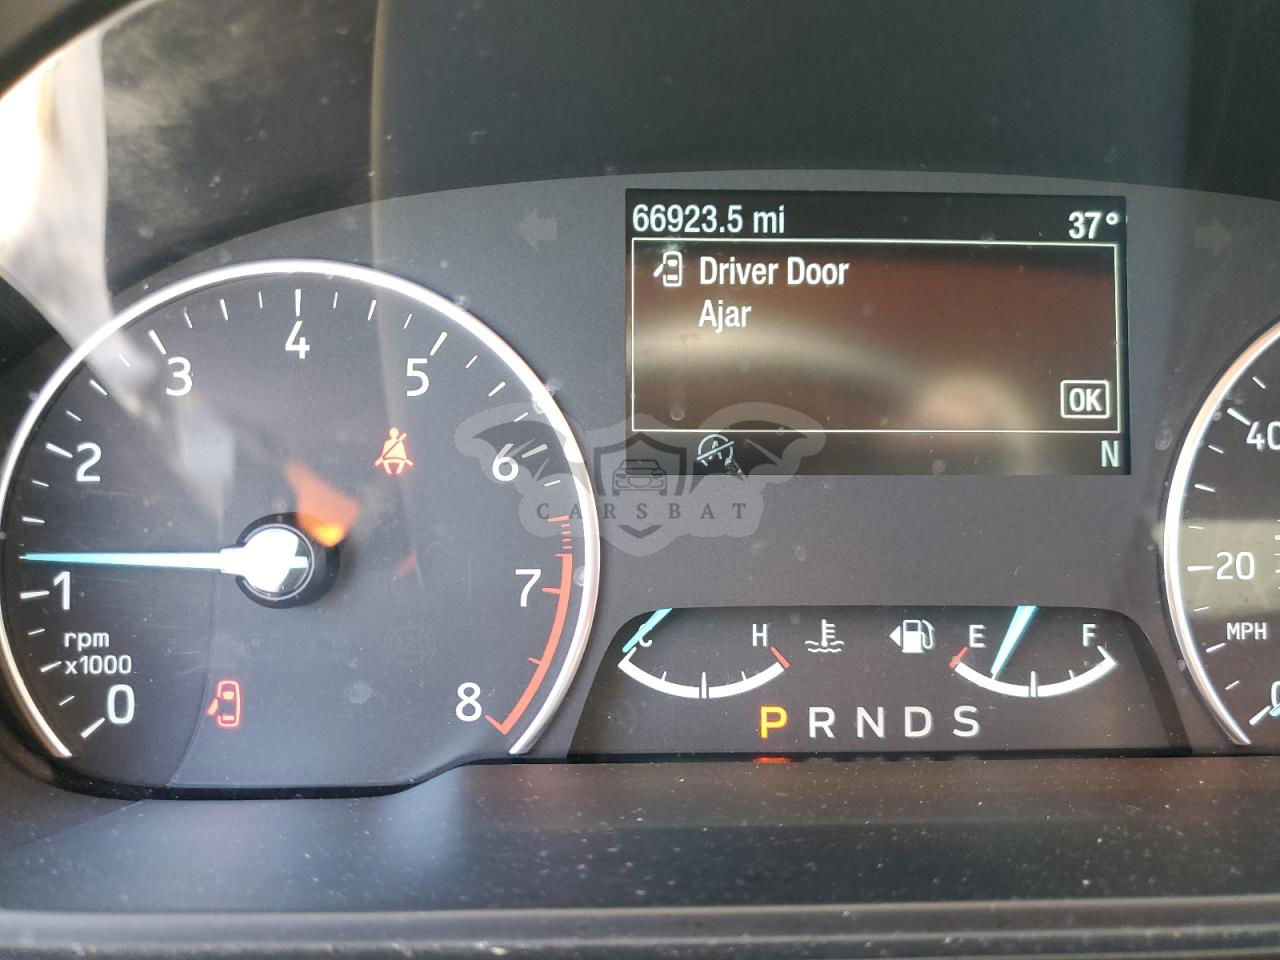 66923.5 mi
37°
Driver Door
Ajar
OK
N
0
1
2
3
4
5
6
7
8
rpm
x1000
CARSBAT
C
H
E
F
P R N D S
40
20
MPH
0